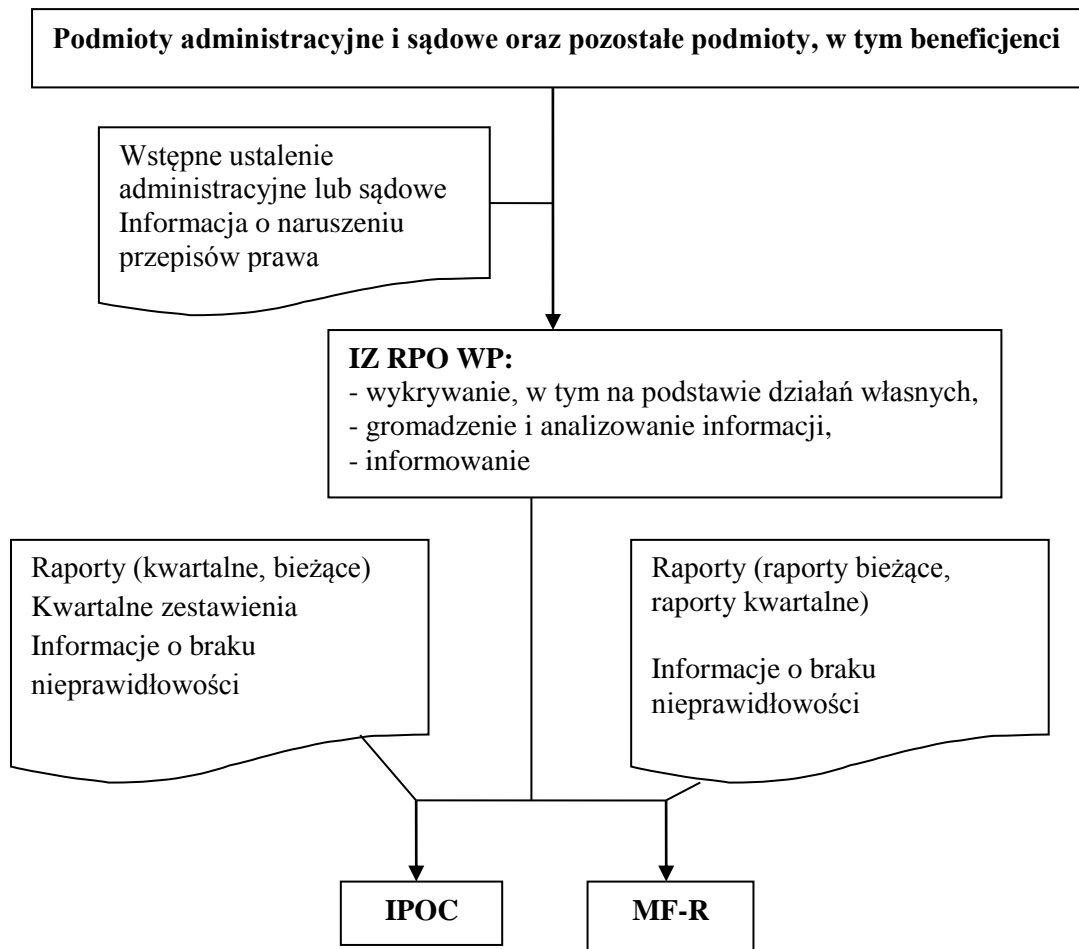 Podmioty administracyjne i sądowe oraz pozostałe podmioty, w tym beneficjenci
Wstępne ustalenie
administracyjne lub sądowe
Informacja o naruszeniu
przepisów prawa
IZ RPO WP:
- wykrywanie, w tym na podstawie działań własnych,
- gromadzenie i analizowanie informacji,
- informowanie
Raporty (kwartalne, bieżące)
Kwartalne zestawienia
Informacje o braku
nieprawidłowości
Raporty (raporty bieżące,
raporty kwartalne)
Informacje o braku
nieprawidłowości
IPOC
MF-R